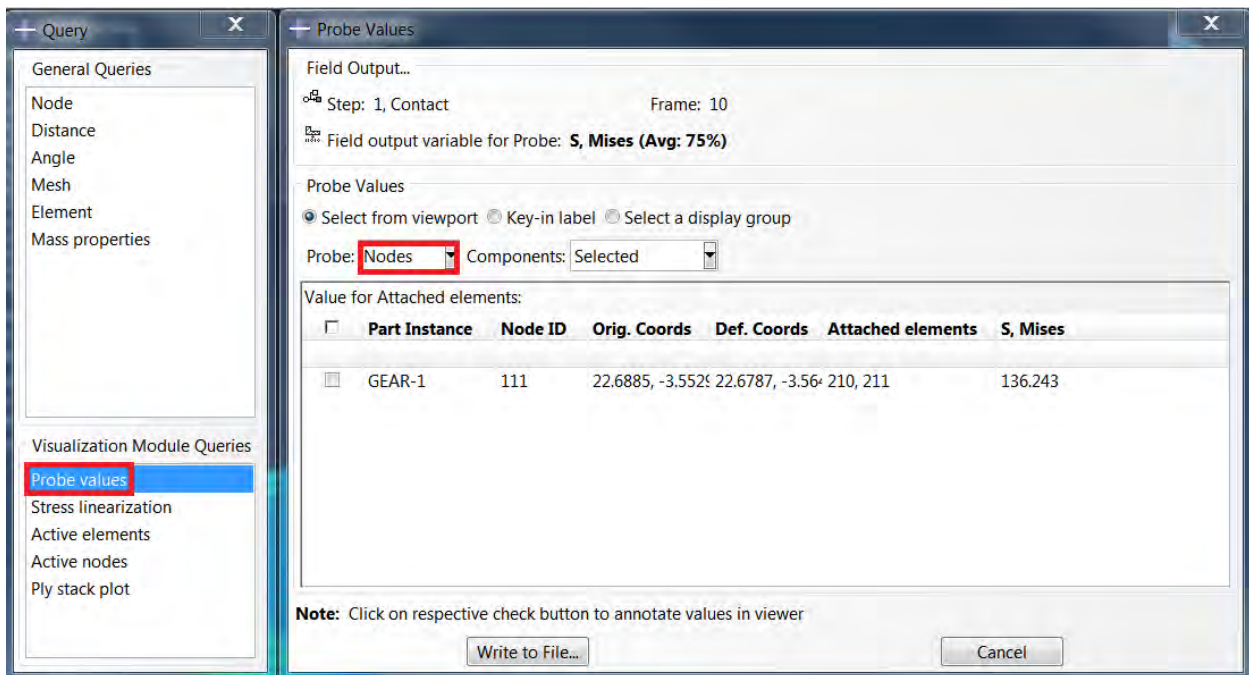 Query X
General Queries
Node
Distance
Angle
Mesh
Element
Mass properties
Visualization Module Queries
Probe values
Stress linearization
Active elements
Active nodes
Ply stack plot
Probe Values X
Field Output...
Step: 1, Contact Frame: 10
Field output variable for Probe: S, Mises (Avg: 75%)
Probe Values
Select from viewport Key-in label Select a display group
Probe: Nodes Components: Selected
Value for Attached elements:
Part Instance Node ID Orig. Coords Def. Coords Attached elements S, Mises
GEAR-1 111 22.6885, -3.5529 22.6787, -3.56 210, 211 136.243
Note: Click on respective check button to annotate values in viewer
Write to File... Cancel